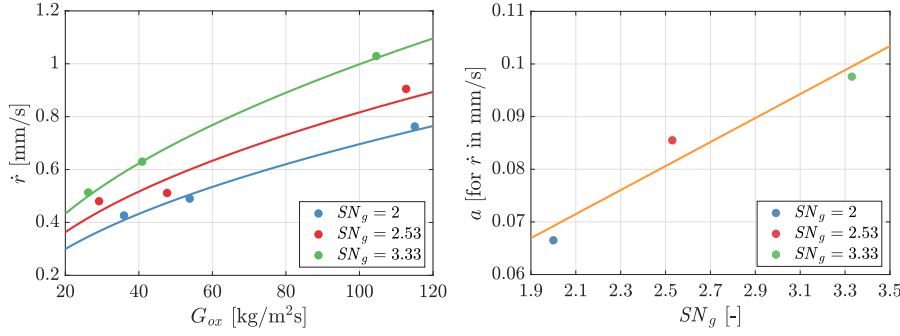 1.2
1
0.8
0.6
0.4
0.2
20
40
60
80
100
120
ṙ [mm/s]
G_ox [kg/m²s]
SN_g = 2
SN_g = 2.53
SN_g = 3.33
0.11
0.1
0.09
0.08
0.07
0.06
1.9
2.1
2.3
2.5
2.7
2.9
3.1
3.3
3.5
a [for ṙ in mm/s]
SN_g [-]
SN_g = 2
SN_g = 2.53
SN_g = 3.33